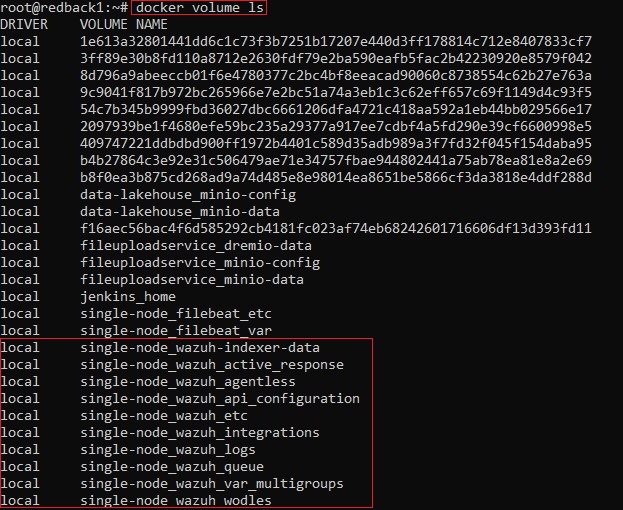 root@redback1:~# docker volume ls
DRIVER VOLUME NAME
local 1e613a32801441dd6c1c73f3b7251b17207e440d3ff178814c712e8407833cf7
local 3ff89e30b8fd110a8712e2630fdf79e2ba590eafb5fac2b42230920e8579f042
local 8d796a9abeeccb01f6e4780377c2bc4bf8eeacad90060c8738554c62b27e763a
local 9c9041f817b972bc265966e7e2bc51a74a3eb1c3c62eff657c69f1149d4c93f5
local 54c7b345b9999fbd36027dbc6661206dfa4721c418aa592a1eb44bb029566e17
local 2097939be1f4680efe59bc235a29377a917ee7cdbf4a5fd290e39cf6600998e5
local 409747221ddbdbd900ff1972b4401c589d35adb989a3f7fd32f045f154daba95
local b4b27864c3e92e31c506479ae71e34757fbae944802441a75ab78ea81e8a2e69
local b8f0ea3b875cd268ad9a74d485e8e98014ea8651be5866cf3da3818e4ddf288d
local data-lakehouse_minio-config
local data-lakehouse_minio-data
local f16aec56bac4f6d585292cb4181fc023af74eb68242601716606df13d393fd11
local fileuploadservice_dremio-data
local fileuploadservice_minio-config
local fileuploadservice_minio-data
local jenkins_home
local single-node_filebeat_etc
local single-node_filebeat_var
local single-node_wazuh-indexer-data
local single-node_wazuh_active_response
local single-node_wazuh_agentless
local single-node_wazuh_api_configuration
local single-node_wazuh_etc
local single-node_wazuh_integrations
local single-node_wazuh_logs
local single-node_wazuh_queue
local single-node_wazuh_var_multigroups
local single-node_wazuh_wodles